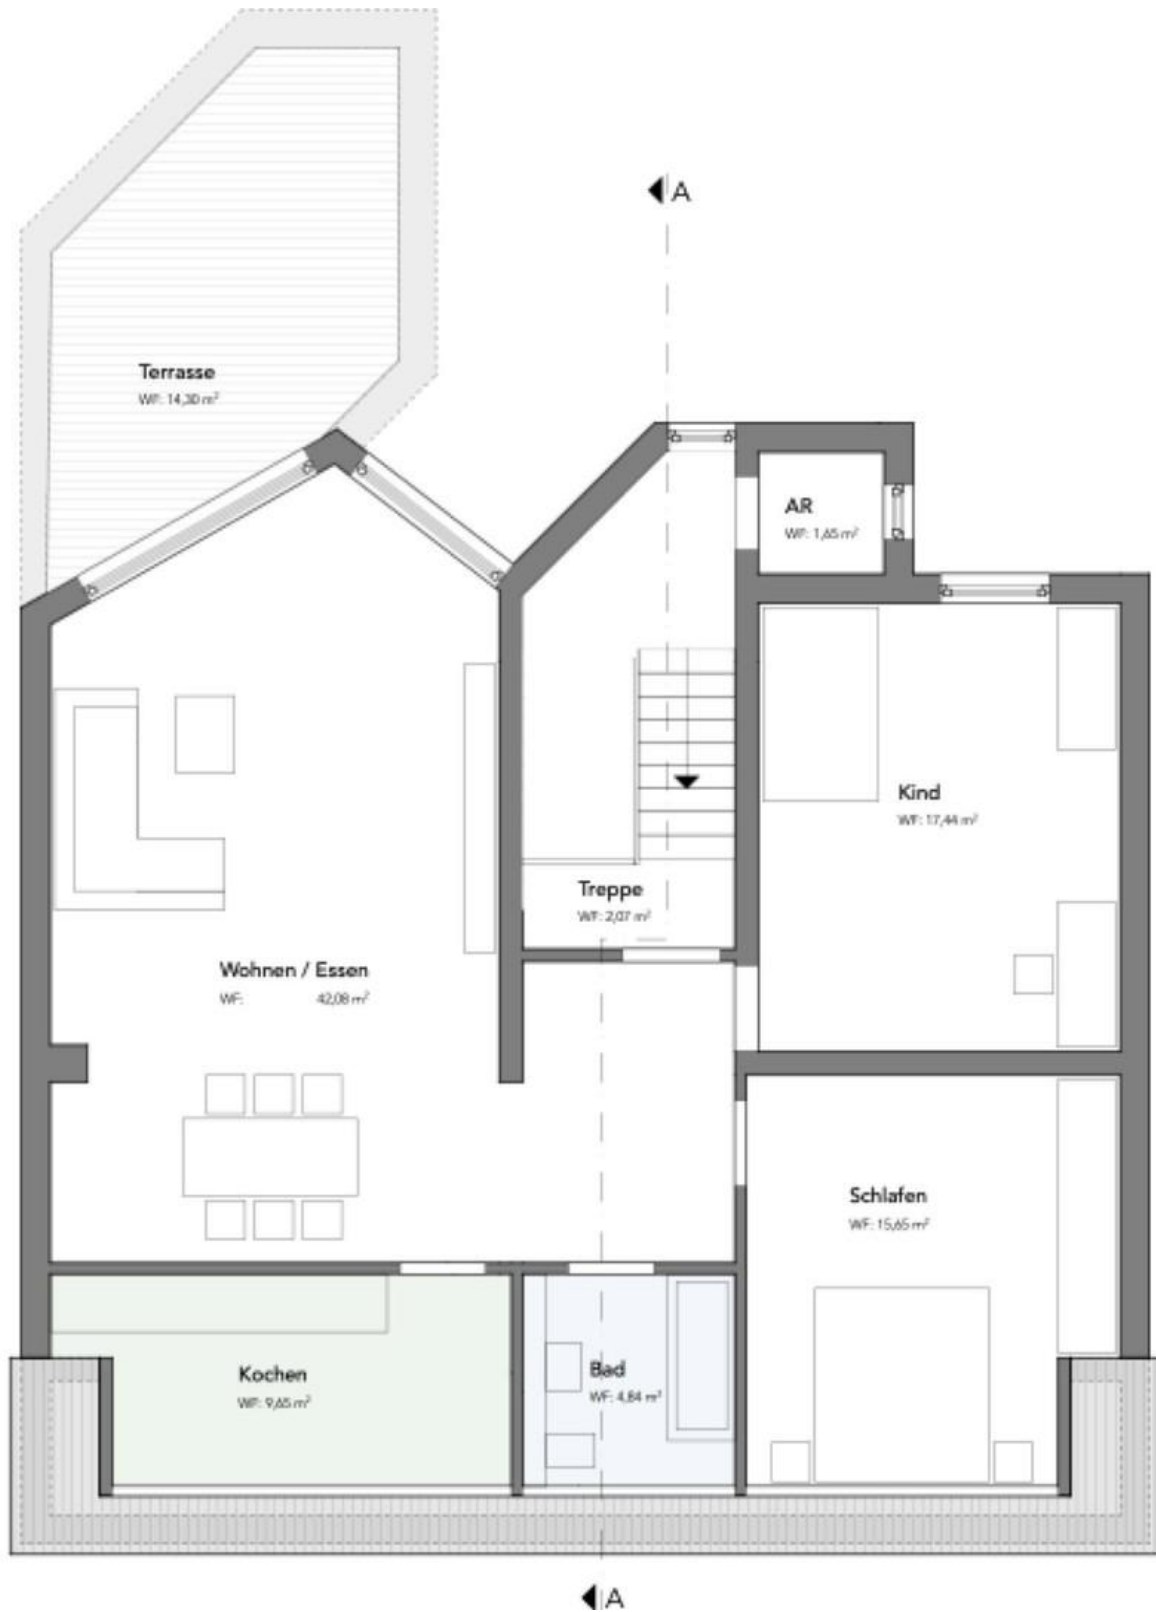 A
Terrasse
WF: 14,30 m²
AR
WF: 1,65 m²
Kind
WF: 17,44 m²
Treppe
WF: 2,07 m²
Wohnen / Essen
WF: 42,08 m²
Schlafen
WF: 15,65 m²
Kochen
WF: 9,65 m²
Bad
WF: 4,84 m²
A